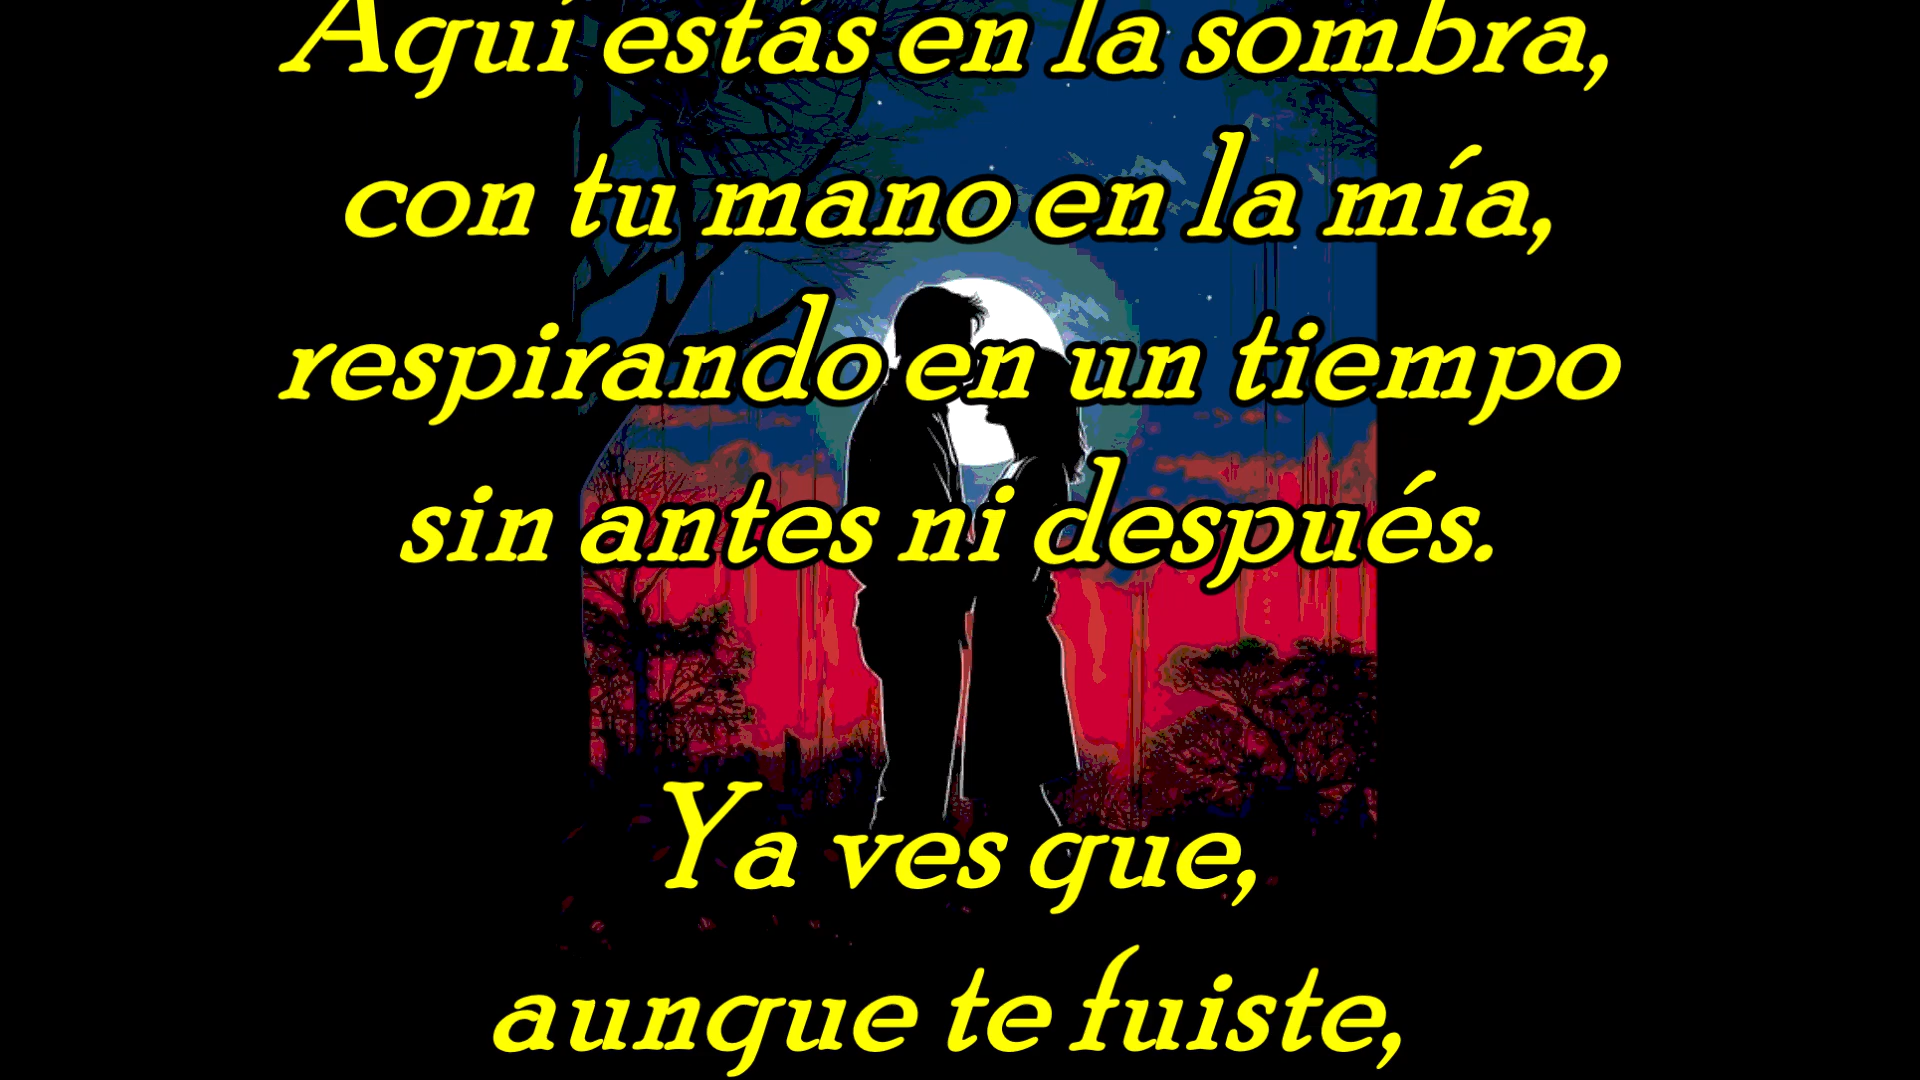 Aquí estás en la sombra,
con tu mano en la mía,
respirando en un tiempo
sin antes ni después.
Ya ves que,
aunque te fuiste,